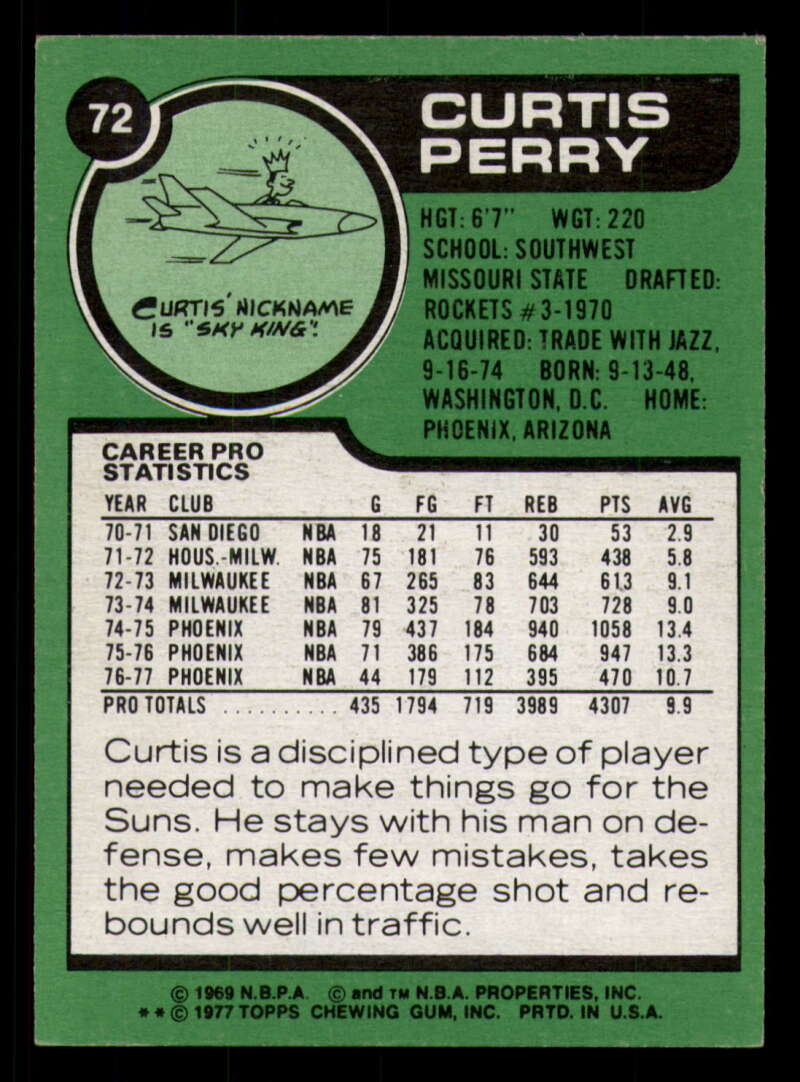 72
CURTIS
PERRY
CURTIS' NICKNAME
IS "SKY KING"!
HGT: 6'7" WGT: 220
SCHOOL: SOUTHWEST
MISSOURI STATE DRAFTED:
ROCKETS #3-1970
ACQUIRED: TRADE WITH JAZZ,
9-16-74 BORN: 9-13-48,
WASHINGTON, D.C. HOME:
PHOENIX, ARIZONA
CAREER PRO
STATISTICS
YEAR CLUB G FG FT REB PTS AVG
70-71 SAN DIEGO NBA 18 21 11 30 53 2.9
71-72 HOUS.-MILW. NBA 75 181 76 593 438 5.8
72-73 MILWAUKEE NBA 67 265 83 644 613 9.1
73-74 MILWAUKEE NBA 81 325 78 703 728 9.0
74-75 PHOENIX NBA 79 437 184 940 1058 13.4
75-76 PHOENIX NBA 71 386 175 684 947 13.3
76-77 PHOENIX NBA 44 179 112 395 470 10.7
PRO TOTALS .......... 435 1794 719 3989 4307 9.9
Curtis is a disciplined type of player
needed to make things go for the
Suns. He stays with his man on de-
fense, makes few mistakes, takes
the good percentage shot and re-
bounds well in traffic.
© 1969 N.B.P.A. © and TM N.B.A. PROPERTIES, INC.
**© 1977 TOPPS CHEWING GUM, INC. PRTD. IN U.S.A.